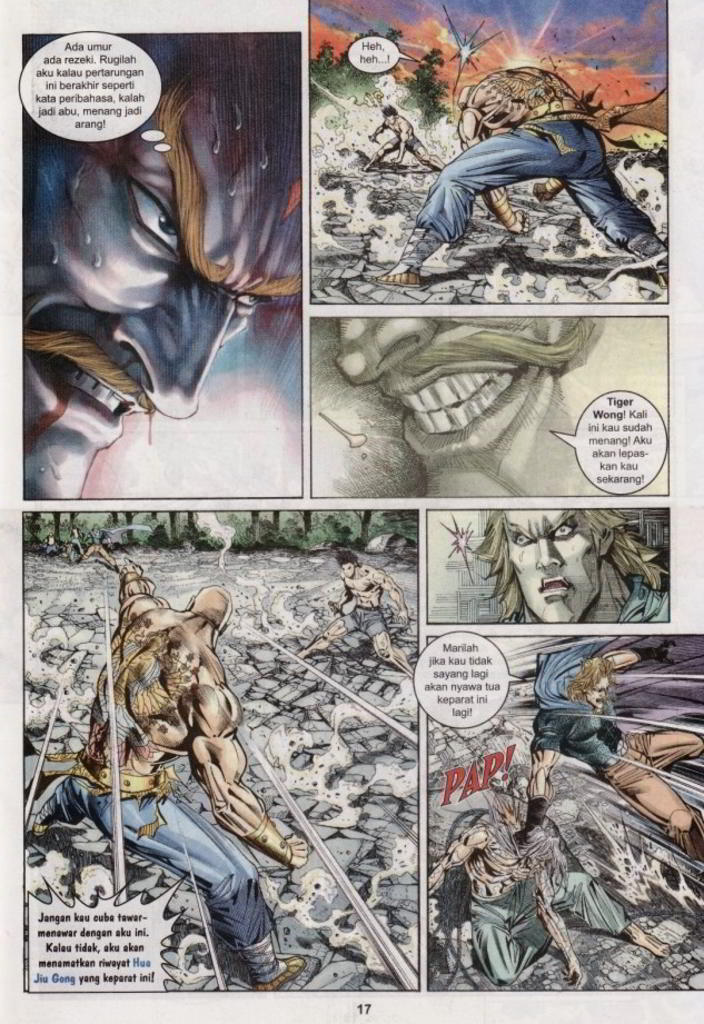 Ada umur
ada rezeki. Rugilah
aku kalau pertarungan
ini berakhir seperti
kata peribahasa, kalah
jadi abu, menang jadi
arang!
Heh,
heh...!
Tiger
Wong! Kali
ini kau sudah
menang! Aku
akan lepas-
kan kau
sekarang!
Jangan kau cuba tawar-
menawar dengan aku ini.
Kalau tidak, aku akan
menamatkan riwayat Hua
Jiu Gong yang keparat ini!
Marilah
jika kau tidak
sayang lagi
akan nyawa tua
keparat ini
lagi!
PAP!
17